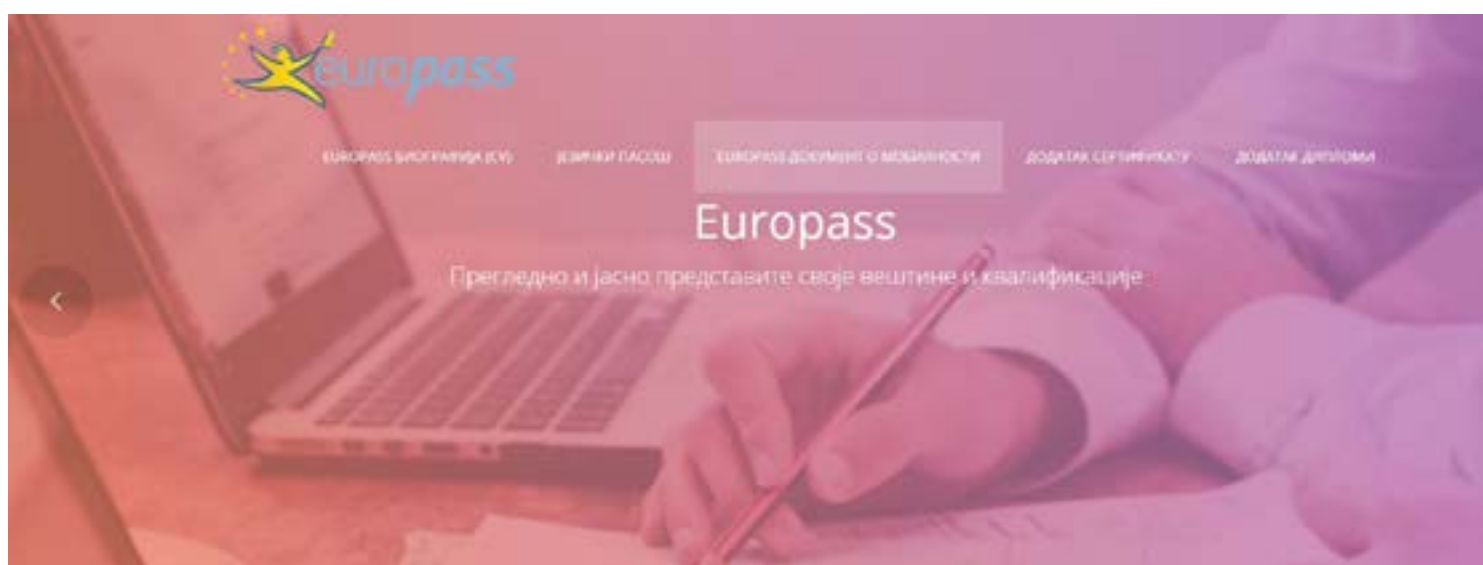 europass
EUROPASS БИОГРАФИЈА (CV) ЈЕЗИЧКИ ПАСОШ EUROPASS ДОКУМЕНТ О МОБИЛНОСТИ ДОДАТАК СЕРТИФИКАТУ ДОДАТАК ДИПЛОМИ
Europass
Прегледно и јасно представите своје вештине и квалификације